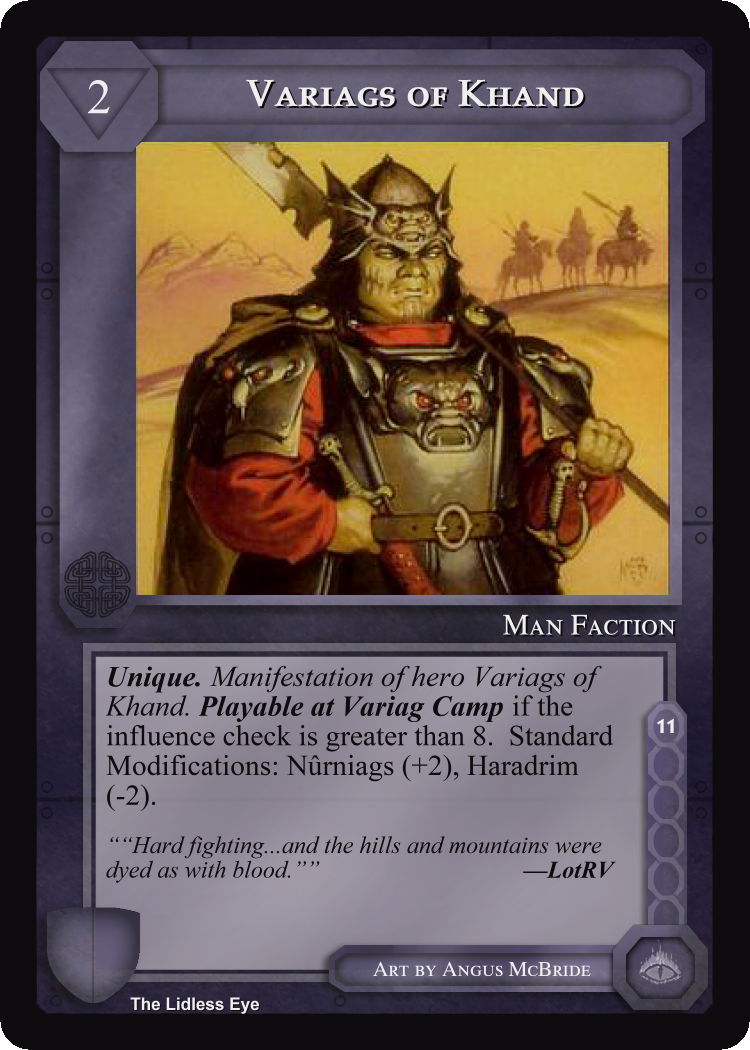 2
VARIAGS OF KHAND
MAN FACTION
Unique. Manifestation of hero Variags of
Khand. Playable at Variag Camp if the
influence check is greater than 8. Standard
Modifications: Nûrniags (+2), Haradrim
(-2).
11
““Hard fighting...and the hills and mountains were
dyed as with blood.”” —LotRV
ART BY ANGUS MCBRIDE
The Lidless Eye